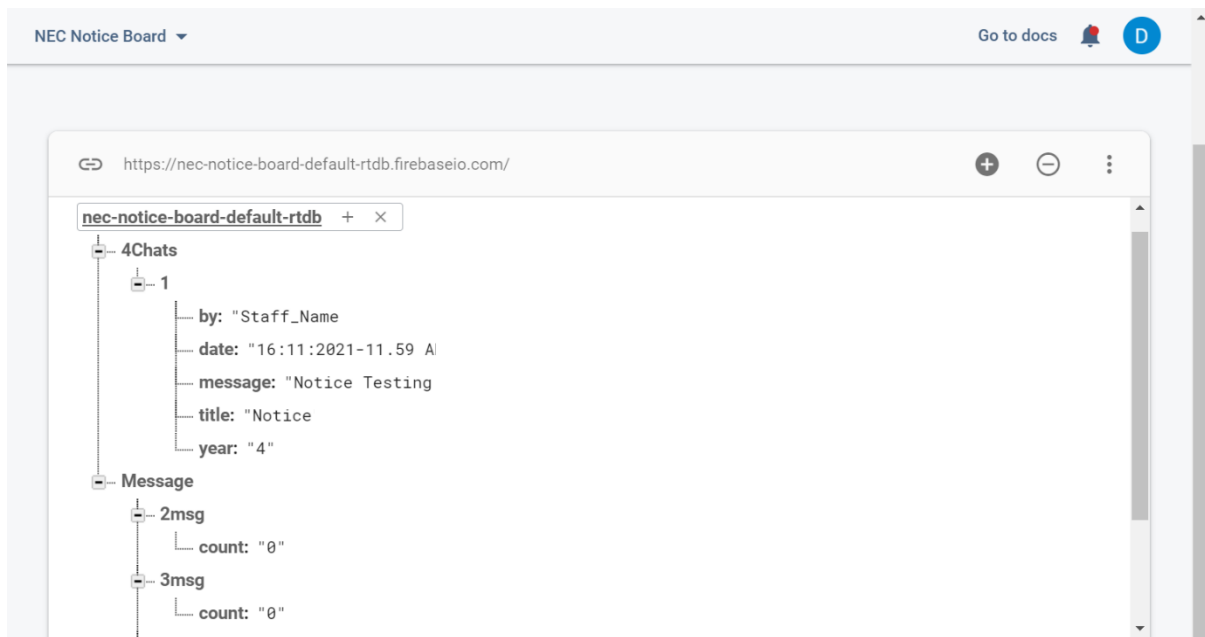 NEC Notice Board Go to docs D
https://nec-notice-board-default-rtdb.firebaseio.com/
nec-notice-board-default-rtdb + ×
4Chats
1
by: "Staff_Name
date: "16:11:2021-11.59 A
message: "Notice Testing
title: "Notice
year: "4"
Message
2msg
count: "0"
3msg
count: "0"